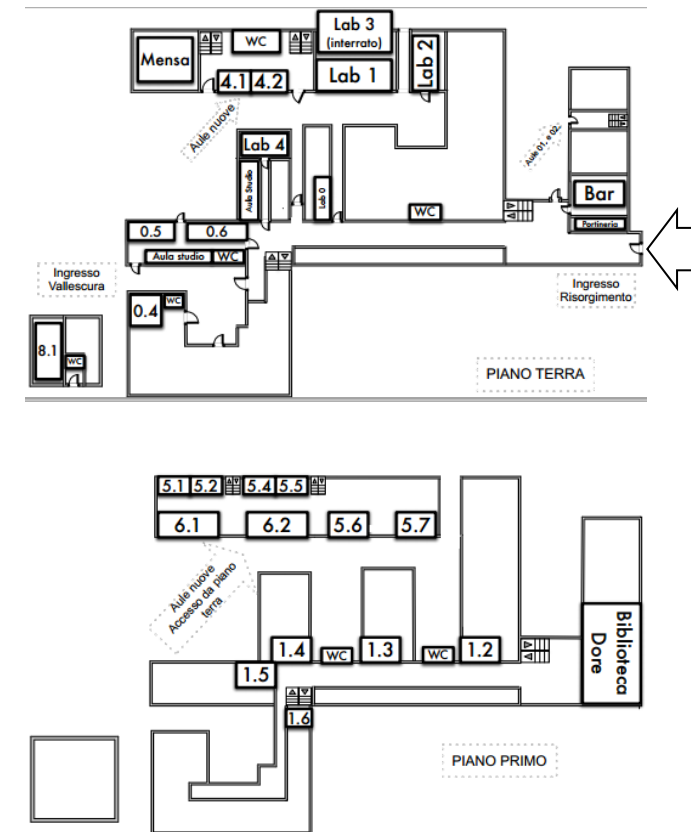 Lab 3
(interrato)
WC
Mensa
Lab 1
Lab 2
4.1
4.2
Aule nuove
Aule 01. e 02.
Lab 4
Aula Studio
Lab 0
Bar
WC
Portineria
0.5
0.6
Aula studio
WC
Ingresso
Vallescura
Ingresso
Risorgimento
0.4
WC
8.1
WC
PIANO TERRA
5.1
5.2
5.4
5.5
6.1
6.2
5.6
5.7
Aule nuove
Accesso da piano
terra
1.4
WC
1.3
WC
1.2
Biblioteca
Dore
1.5
1.6
PIANO PRIMO